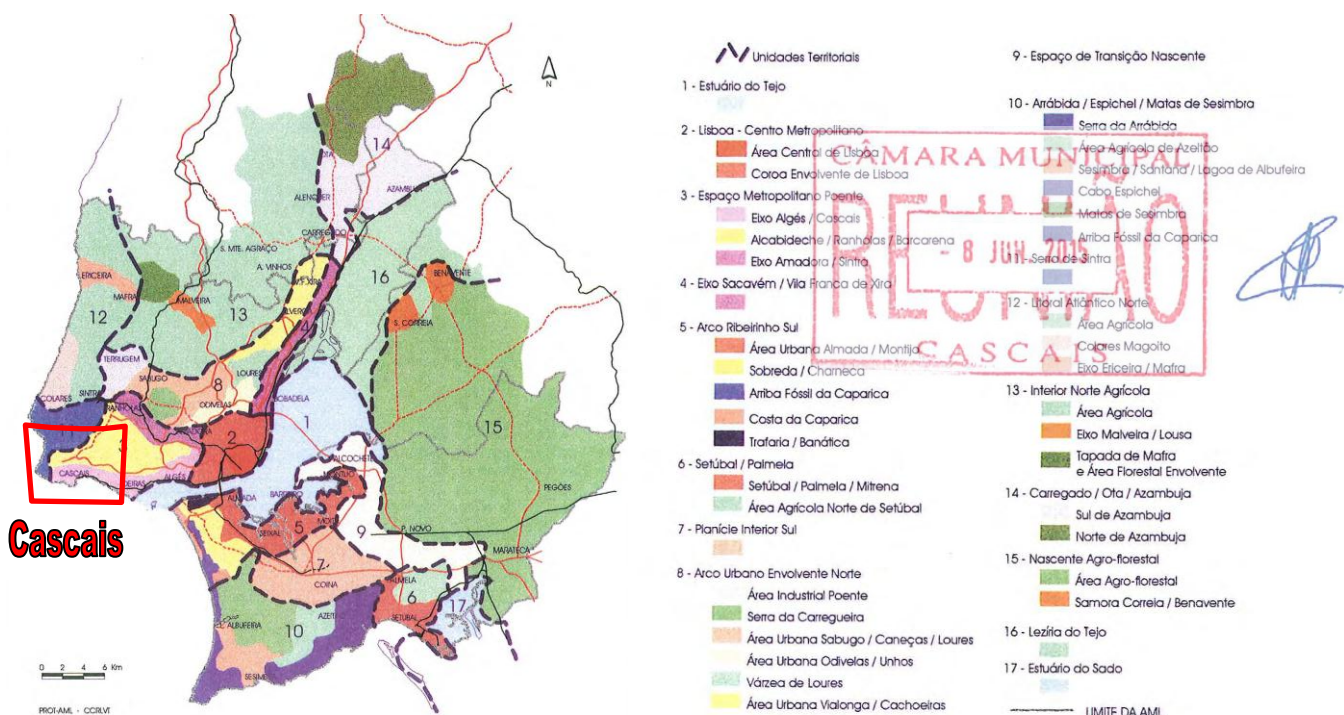 N
14
OTA
AZAMBUJ
ALENQUER
CARREGADO
S. MTE. AGRAÇO
A. VINHOS
V.F.XIRA
16
BENAVENTE
ERICEIRA
MAFRA
MALVEIRA
12
13
ALVERCA
4
S. CORREIA
TERRUGEM
SABUGO
LOURES
8
COLARES
SINTRA
ODIVELAS
BOBADELA
1
15
2
3
CASCAIS
OEIRAS
ALGÉS
ALCOCHETE
PEGÕES
ALMADA
BARREIRO
5
SEIXAL
MOITA
9
P. NOVO
MARATECA
7
COINA
PALMELA
6
17
SETÚBAL
AZEITÃO
ALBUFEIRA
10
SESIMBRA
Cascais
0 2 4 6 Km
PROT-AML - CCRLVT
Unidades Territoriais
1 - Estuário do Tejo
2 - Lisboa - Centro Metropolitano
Área Central de Lisboa
Coroa Envolvente de Lisboa
3 - Espaço Metropolitano Poente
Eixo Algés / Cascais
Alcabideche / Ranholas / Barcarena
Eixo Amadora / Sintra
4 - Eixo Sacavém / Vila Franca de Xira
5 - Arco Ribeirinho Sul
Área Urbana Almada / Montijo
Sobreda / Charneca
Arriba Fóssil da Caparica
Costa da Caparica
Trafaria / Banática
6 - Setúbal / Palmela
Setúbal / Palmela / Mitrena
Área Agrícola Norte de Setúbal
7 - Planície Interior Sul
8 - Arco Urbano Envolvente Norte
Área Industrial Poente
Serra da Carregueira
Área Urbana Sabugo / Caneças / Loures
Área Urbana Odivelas / Unhos
Várzea de Loures
Área Urbana Vialonga / Cachoeiras
9 - Espaço de Transição Nascente
10 - Arrábida / Espichel / Matas de Sesimbra
Serra da Arrábida
Área Agrícola de Azeitão
Sesimbra / Santana / Lagoa de Albufeira
Cabo Espichel
Matas de Sesimbra
Arriba Fóssil da Caparica
11 - Serra de Sintra
12 - Litoral Atlântico Norte
Área Agrícola
Colares Magoito
Eixo Ericeira / Mafra
13 - Interior Norte Agrícola
Área Agrícola
Eixo Malveira / Lousa
Tapada de Mafra
e Área Florestal Envolvente
14 - Carregado / Ota / Azambuja
Sul de Azambuja
Norte de Azambuja
15 - Nascente Agro-florestal
Área Agro-florestal
Samora Correia / Benavente
16 - Lezíria do Tejo
17 - Estuário do Sado
LIMITE DA AML
CÂMARA MUNICIPAL
REUNIÃO
- 8 JUN. 2015
CASCAIS